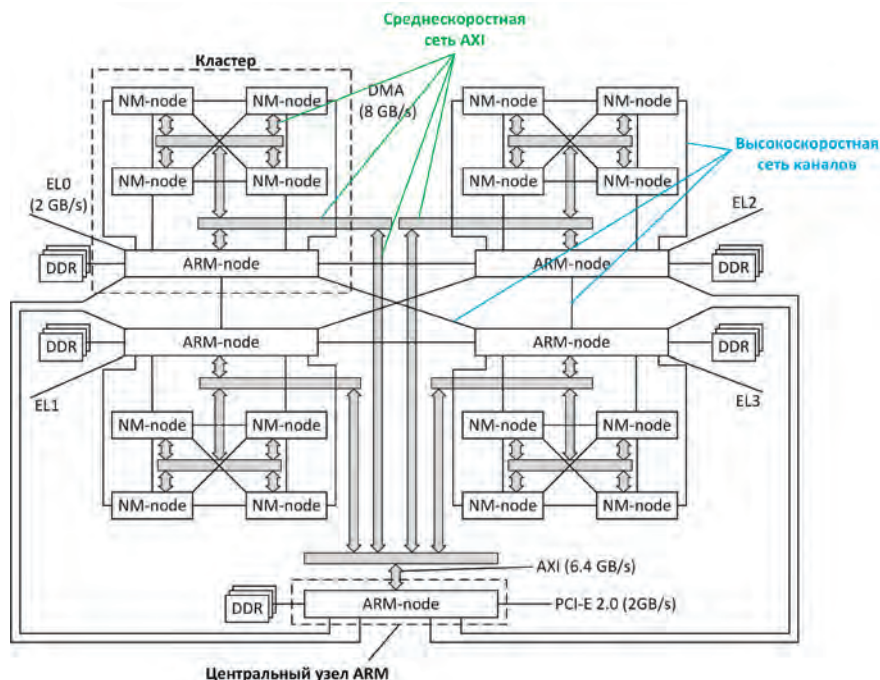 Среднескоростная
сеть AXI
Кластер
NM-node
NM-node
DMA
(8 GB/s)
NM-node
NM-node
Высокоскоростная
сеть каналов
NM-node
NM-node
NM-node
NM-node
EL0
(2 GB/s)
EL2
DDR
ARM-node
ARM-node
DDR
DDR
ARM-node
ARM-node
DDR
EL1
EL3
NM-node
NM-node
NM-node
NM-node
NM-node
NM-node
NM-node
NM-node
AXI (6.4 GB/s)
DDR
ARM-node
PCI-E 2.0 (2GB/s)
Центральный узел ARM